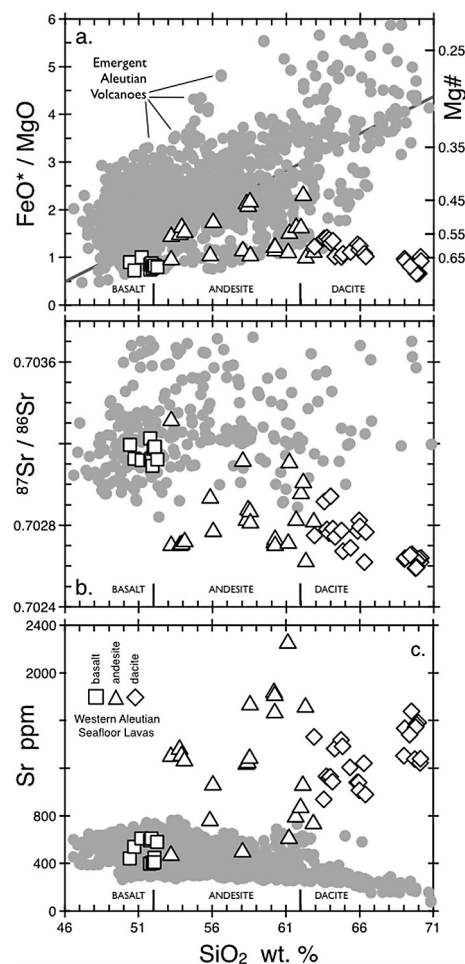 a.
Emergent
Aleutian
Volcanoes
FeO* / MgO
Mg#
6
5
4
3
2
1
0
0.25
0.35
0.45
0.55
0.65
BASALT ANDESITE DACITE
⁸⁷Sr / ⁸⁶Sr
0.7036
0.7028
0.7024
b.
BASALT ANDESITE DACITE
c.
Sr ppm
2400
2000
800
400
0
basalt
andesite
dacite
Western Aleutian
Seafloor Lavas
BASALT ANDESITE DACITE
46 51 56 61 66 71
SiO₂ wt. %